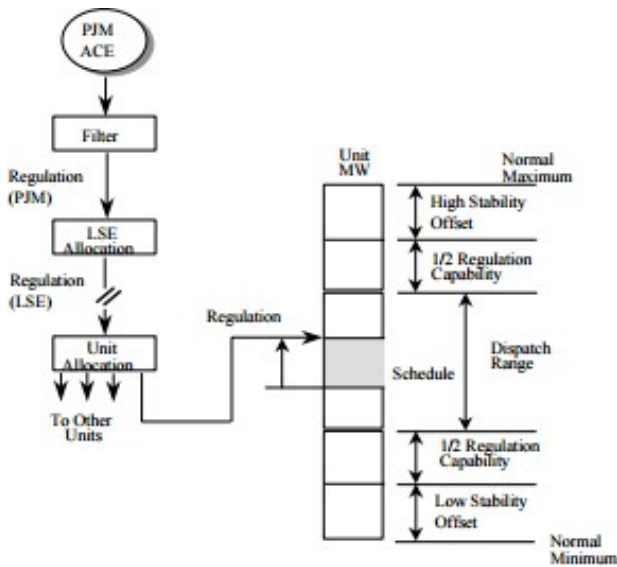 PJM
ACE
Filter
Regulation
(PJM)
LSE
Allocation
Regulation
(LSE)
Unit
Allocation
To Other
Units
Regulation
Unit
MW
Normal
Maximum
High Stability
Offset
1/2 Regulation
Capability
Dispatch
Range
Schedule
1/2 Regulation
Capability
Low Stability
Offset
Normal
Minimum